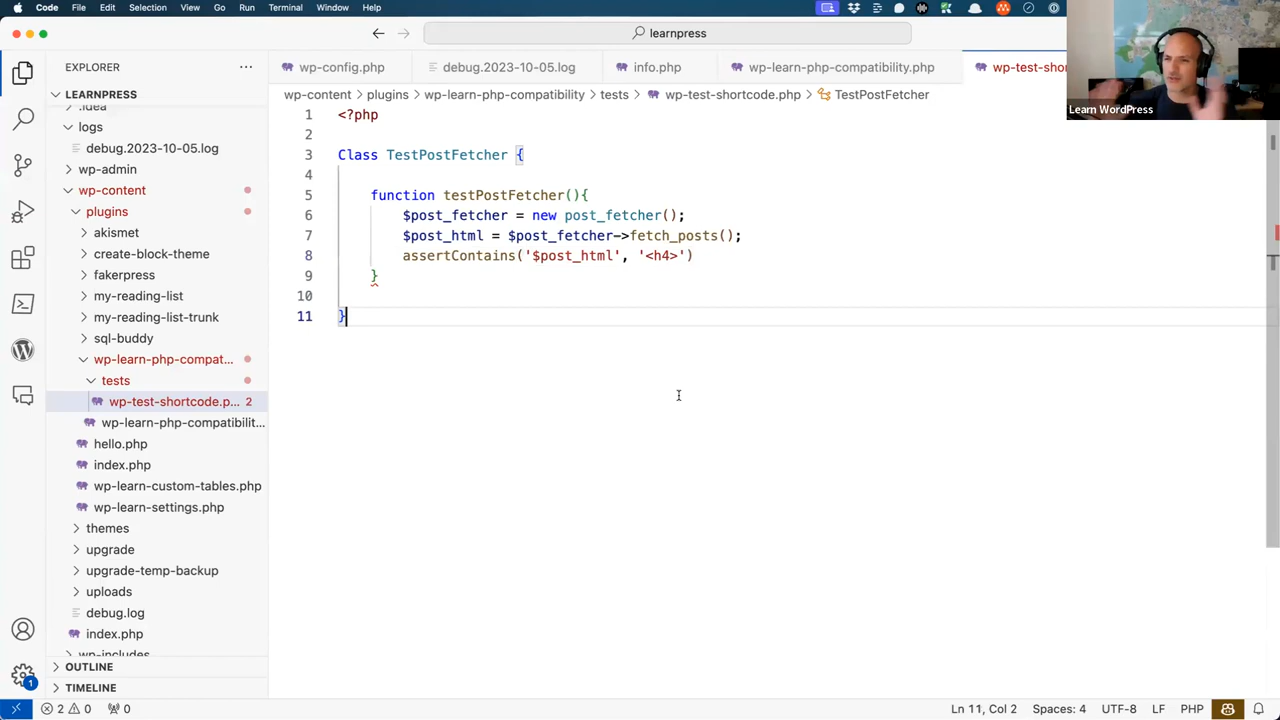 Code File Edit Selection View Go Run Terminal Window Help
learnpress
EXPLORER
wp-config.php debug.2023-10-05.log info.php wp-learn-php-compatibility.php wp-test-sho
Learn WordPress
LEARNPRESS
wp-content > plugins > wp-learn-php-compatibility > tests > wp-test-shortcode.php > TestPostFetcher
.idea
logs
debug.2023-10-05.log
wp-admin
wp-content
plugins
akismet
create-block-theme
fakerpress
my-reading-list
my-reading-list-trunk
sql-buddy
wp-learn-php-compat...
tests
wp-test-shortcode.p... 2
wp-learn-php-compatibilit...
hello.php
index.php
wp-learn-custom-tables.php
wp-learn-settings.php
themes
upgrade
upgrade-temp-backup
uploads
debug.log
index.php
wp-includes
OUTLINE
TIMELINE
1 <?php
2
3 Class TestPostFetcher {
4
5 function testPostFetcher(){
6 $post_fetcher = new post_fetcher();
7 $post_html = $post_fetcher->fetch_posts();
8 assertContains('$post_html', '<h4>')
9 }
10
11 }
1
2 0 0 Ln 11, Col 2 Spaces: 4 UTF-8 LF PHP